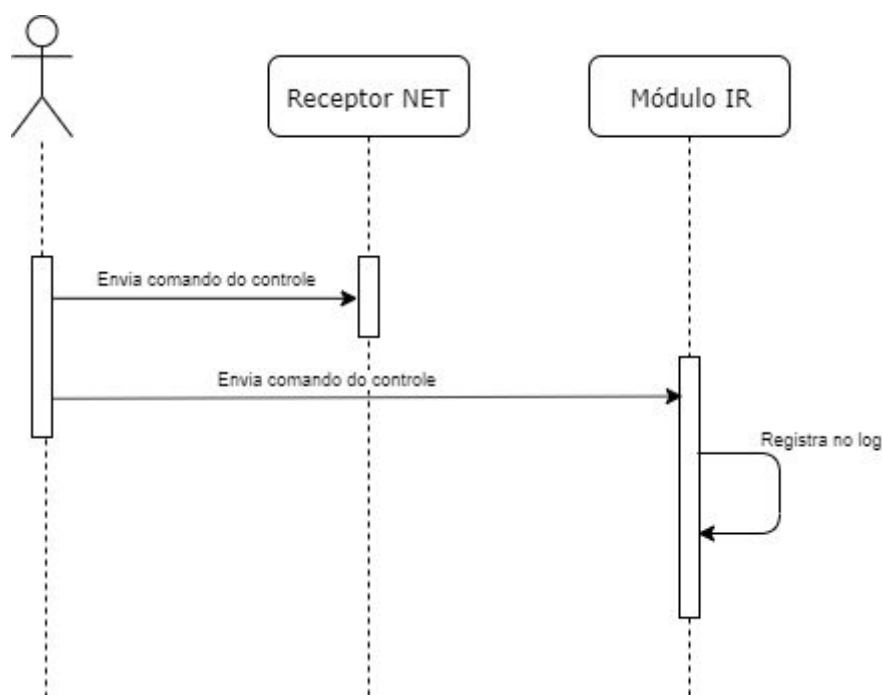 Receptor NET
Módulo IR
Envia comando do controle
Envia comando do controle
Registra no log